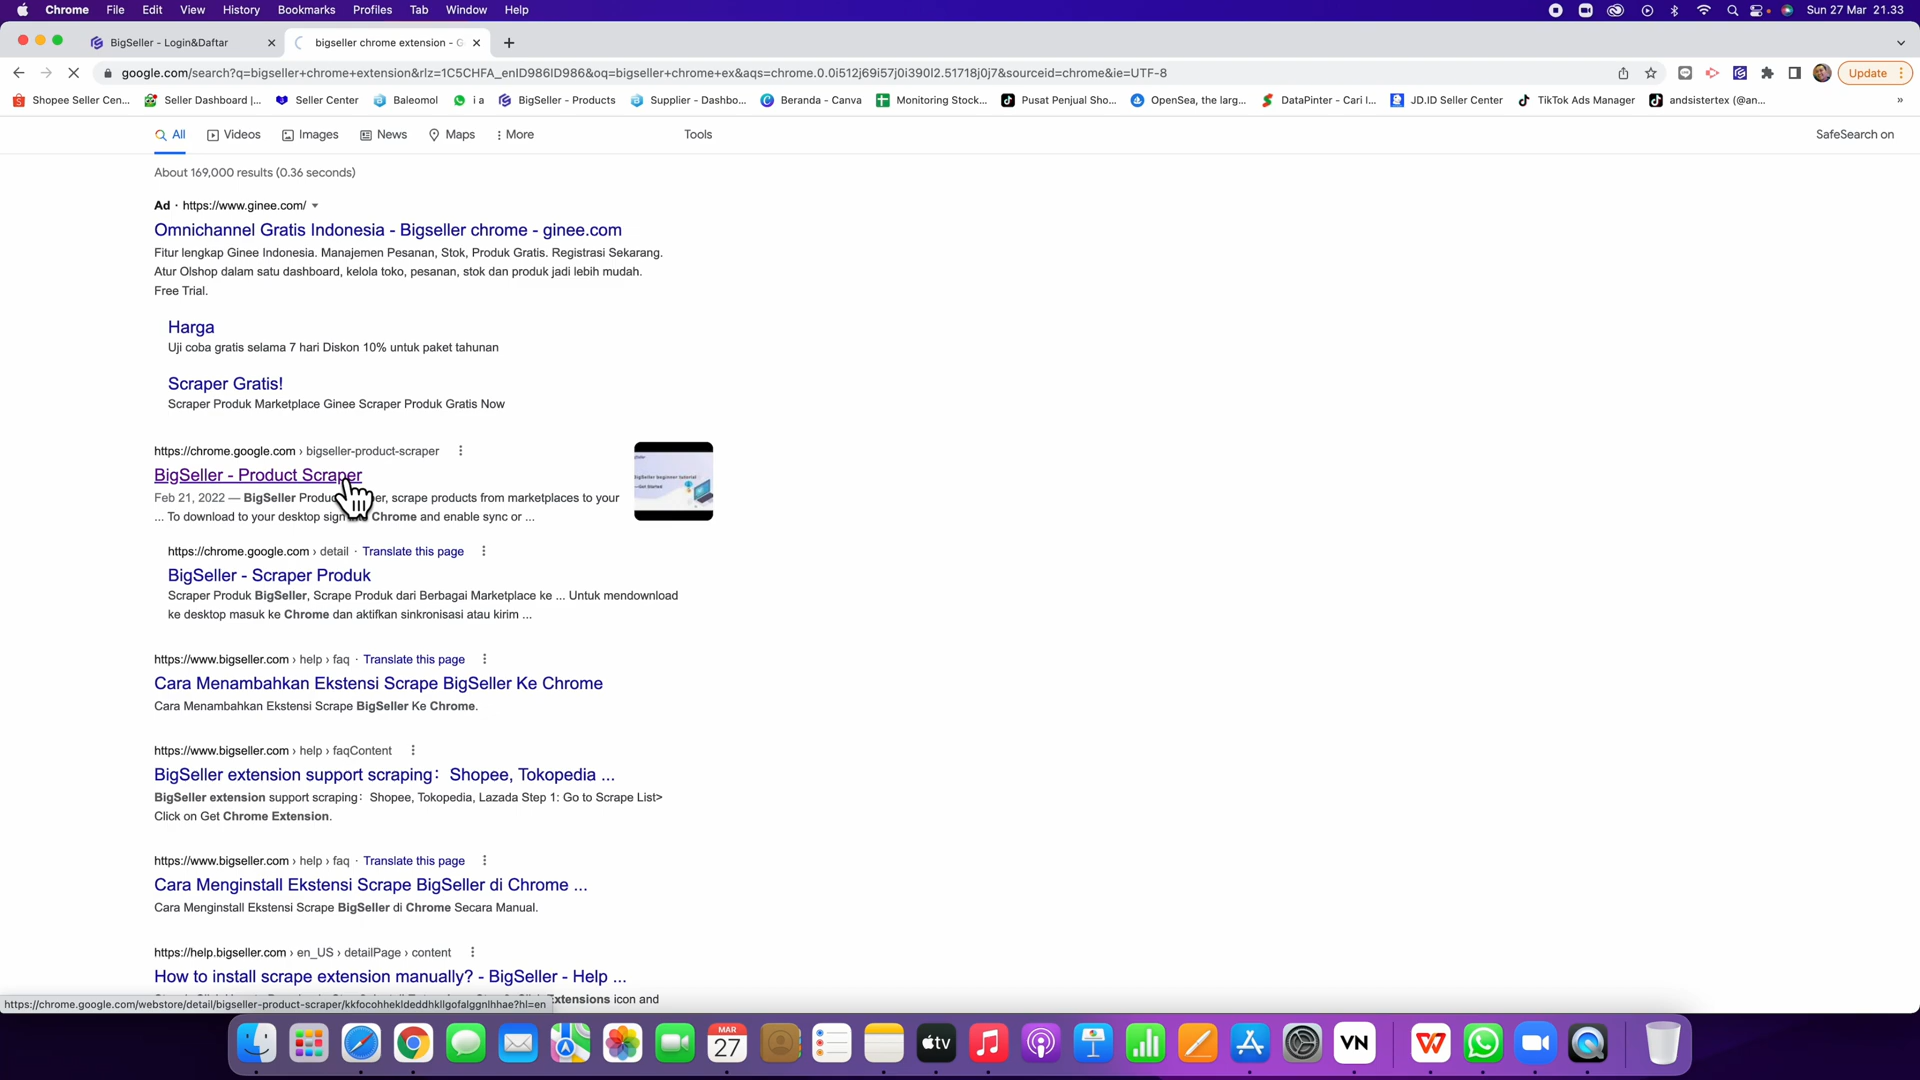 Chrome File Edit View History Bookmarks Profiles Tab Window Help Sun 27 Mar 21.33
BigSeller - Login&Daftar
bigseller chrome extension - G
google.com/search?q=bigseller+chrome+extension&rlz=1C5CHFA_enID986ID986&oq=bigseller+chrome+ex&aqs=chrome.0.0i512j69i57j0i390l2.51718j0j7&sourceid=chrome&ie=UTF-8
Update
Shopee Seller Cen... Seller Dashboard |... Seller Center Baleomol i a BigSeller - Products Supplier - Dashbo... Beranda - Canva Monitoring Stock... Pusat Penjual Sho... OpenSea, the larg... DataPinter - Cari I... JD.ID Seller Center TikTok Ads Manager andsistertex (@an... »
All Videos Images News Maps More Tools SafeSearch on
About 169,000 results (0.36 seconds)
Ad · https://www.ginee.com/
Omnichannel Gratis Indonesia - Bigseller chrome - ginee.com
Fitur lengkap Ginee Indonesia. Manajemen Pesanan, Stok, Produk Gratis. Registrasi Sekarang.
Atur Olshop dalam satu dashboard, kelola toko, pesanan, stok dan produk jadi lebih mudah.
Free Trial.
Harga
Uji coba gratis selama 7 hari Diskon 10% untuk paket tahunan
Scraper Gratis!
Scraper Produk Marketplace Ginee Scraper Produk Gratis Now
https://chrome.google.com › bigseller-product-scraper
BigSeller - Product Scraper
Feb 21, 2022 — BigSeller Produ er, scrape products from marketplaces to your
... To download to your desktop sign Chrome and enable sync or ...
BigSeller beginner tutorial
https://chrome.google.com › detail · Translate this page
BigSeller - Scraper Produk
Scraper Produk BigSeller, Scrape Produk dari Berbagai Marketplace ke ... Untuk mendownload
ke desktop masuk ke Chrome dan aktifkan sinkronisasi atau kirim ...
https://www.bigseller.com › help › faq · Translate this page
Cara Menambahkan Ekstensi Scrape BigSeller Ke Chrome
Cara Menambahkan Ekstensi Scrape BigSeller Ke Chrome.
https://www.bigseller.com › help › faqContent
BigSeller extension support scraping：Shopee, Tokopedia ...
BigSeller extension support scraping：Shopee, Tokopedia, Lazada Step 1: Go to Scrape List>
Click on Get Chrome Extension.
https://www.bigseller.com › help › faq · Translate this page
Cara Menginstall Ekstensi Scrape BigSeller di Chrome ...
Cara Menginstall Ekstensi Scrape BigSeller di Chrome Secara Manual.
https://help.bigseller.com › en_US › detailPage › content
How to install scrape extension manually? - BigSeller - Help ...
xtensions icon and
https://chrome.google.com/webstore/detail/bigseller-product-scraper/kkfocohhekldeddhkllgofalggnlhhae?hl=en
MAR
27
tv
VN